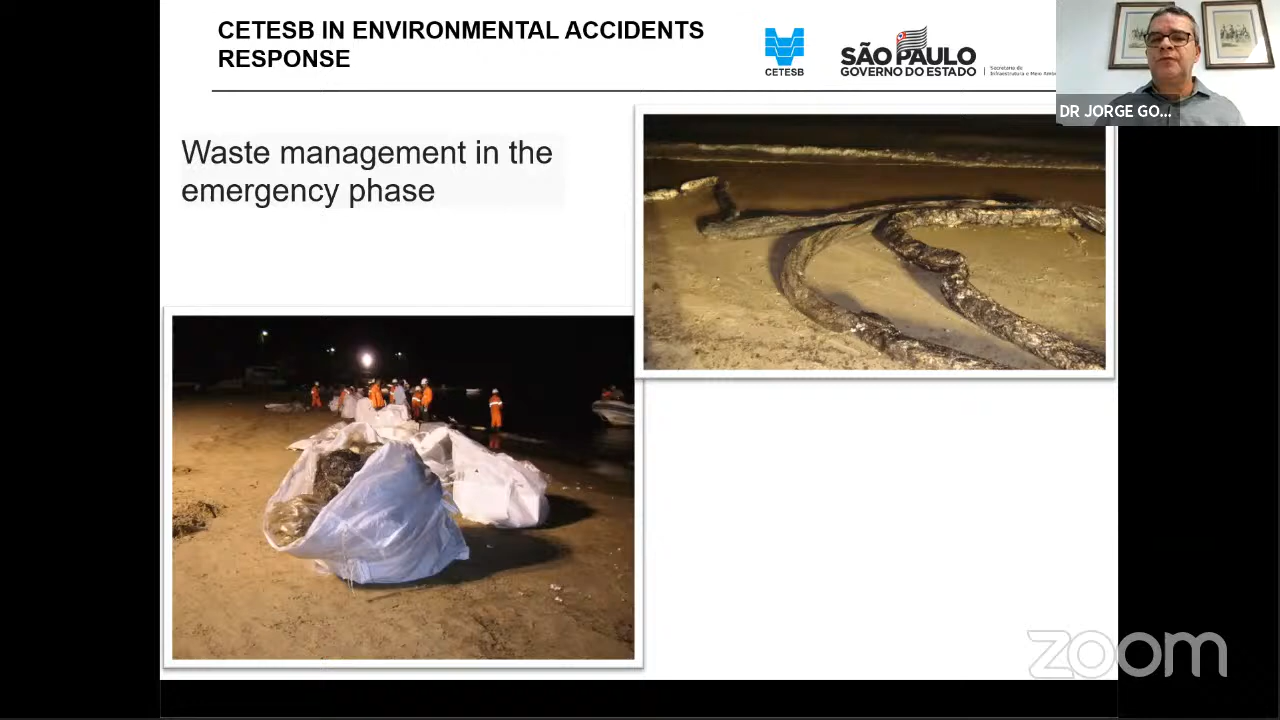 CETESB IN ENVIRONMENTAL ACCIDENTS
RESPONSE
CETESB
SÃO PAULO
GOVERNO DO ESTADO
Secretaria de
Infraestrutura e Meio Amb
DR JORGE GO...
Waste management in the
emergency phase
zoom